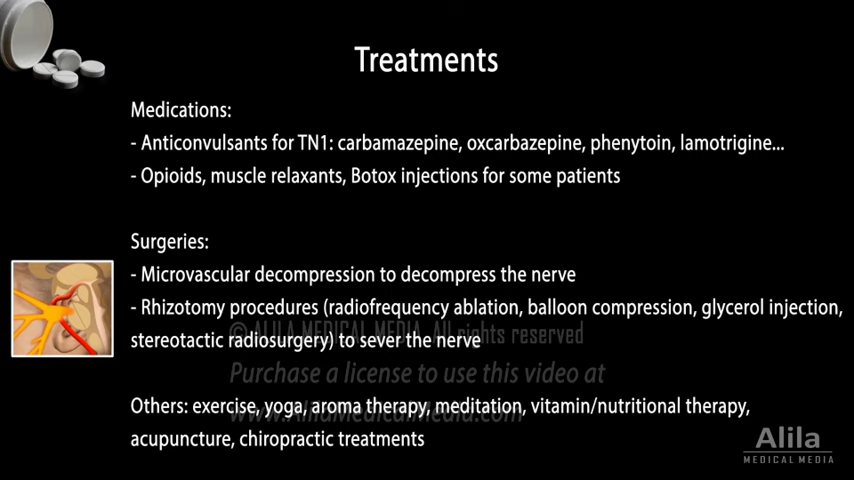 Treatments
Medications:
- Anticonvulsants for TN1: carbamazepine, oxcarbazepine, phenytoin, lamotrigine...
- Opioids, muscle relaxants, Botox injections for some patients
Surgeries:
- Microvascular decompression to decompress the nerve
- Rhizotomy procedures (radiofrequency ablation, balloon compression, glycerol injection,
© ALILA MEDICAL MEDIA. All rights reserved
stereotactic radiosurgery) to sever the nerve
Purchase a license to use this video at
Others: exercise, yoga, aroma therapy, meditation, vitamin/nutritional therapy,
www.AlilaMedicalMedia.com
acupuncture, chiropractic treatments
Alila
MEDICAL MEDIA